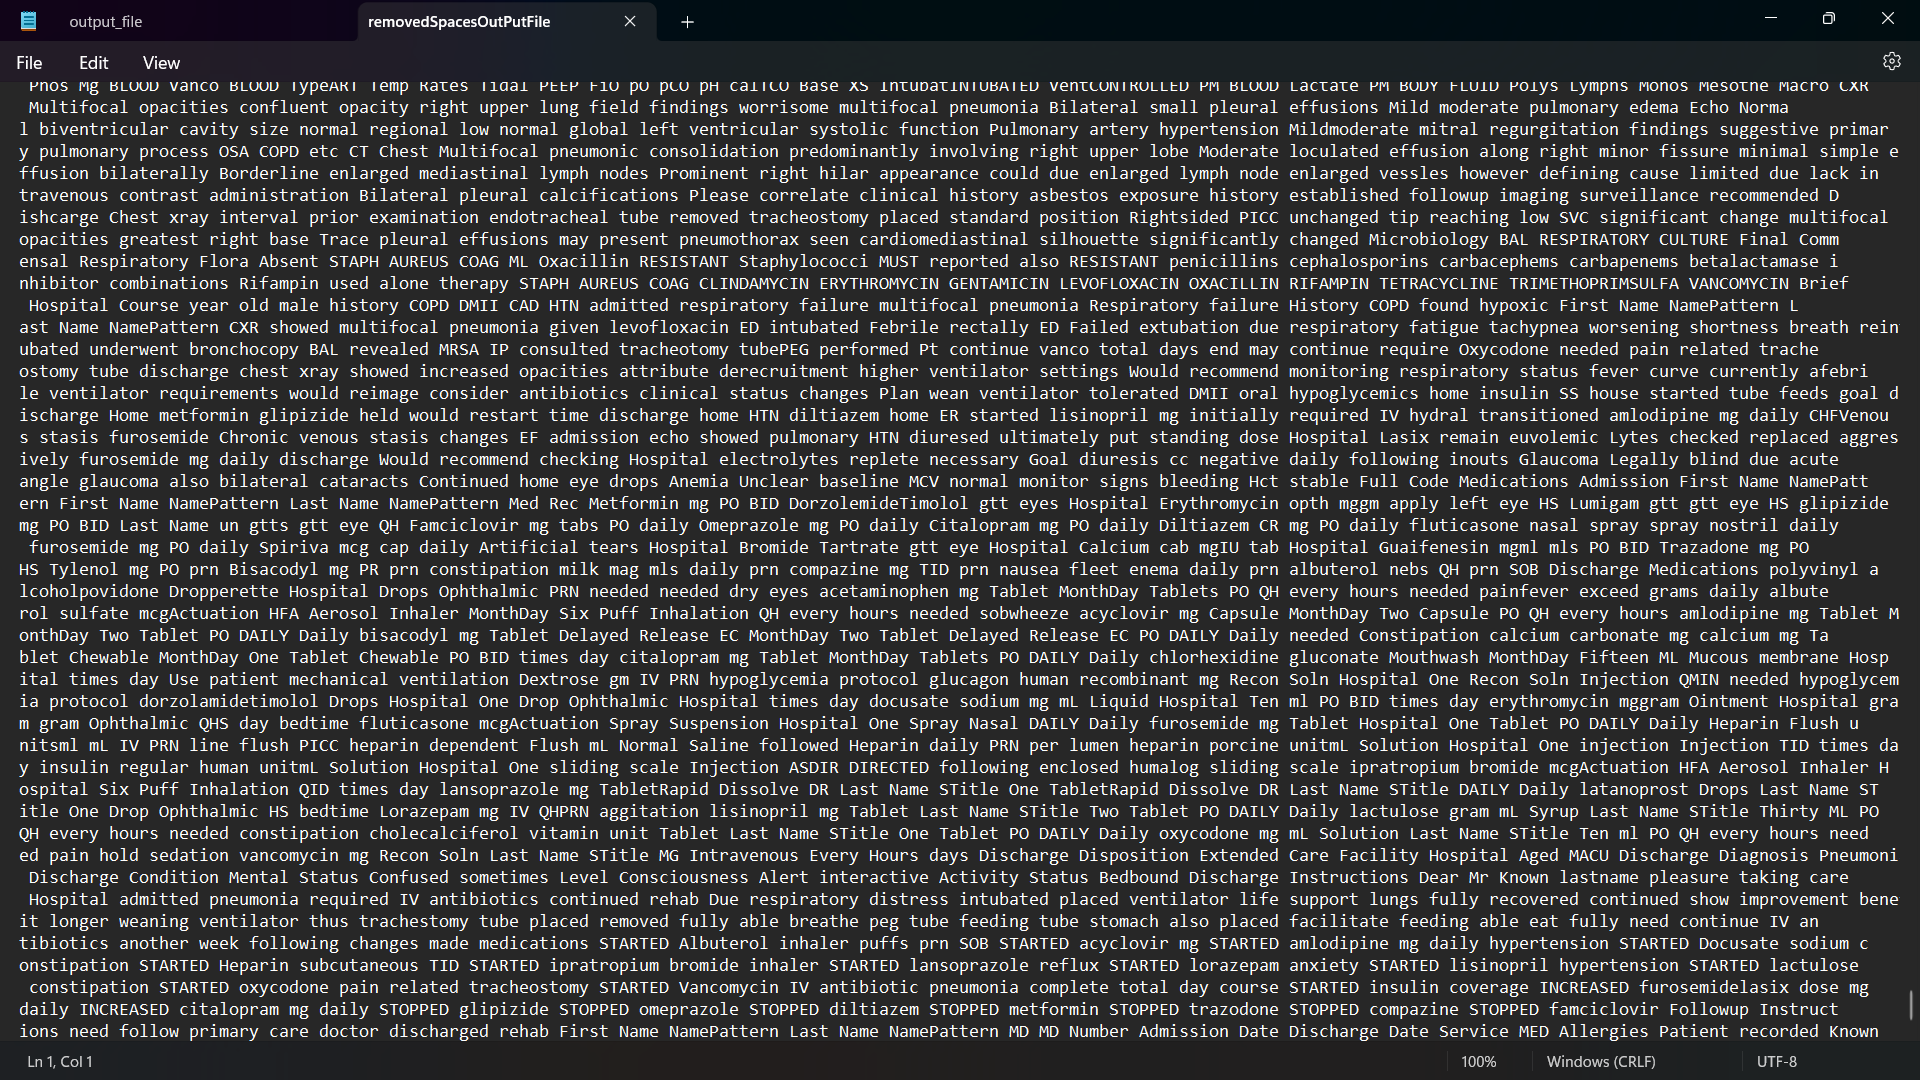 output_file
removedSpacesOutPutFile
File Edit View
Phos Mg BLOOD Vanco BLOOD TypeART Temp Rates Tidal PEEP FiO pO pCO pH calTCO Base XS IntubatINTUBATED VentCONTROLLED PM BLOOD Lactate PM BODY FLUID Polys Lymphs Monos Mesothe Macro CXR
Multifocal opacities confluent opacity right upper lung field findings worrisome multifocal pneumonia Bilateral small pleural effusions Mild moderate pulmonary edema Echo Norma
l biventricular cavity size normal regional low normal global left ventricular systolic function Pulmonary artery hypertension Mildmoderate mitral regurgitation findings suggestive primar
y pulmonary process OSA COPD etc CT Chest Multifocal pneumonic consolidation predominantly involving right upper lobe Moderate loculated effusion along right minor fissure minimal simple e
ffusion bilaterally Borderline enlarged mediastinal lymph nodes Prominent right hilar appearance could due enlarged lymph node enlarged vessles however defining cause limited due lack in
travenous contrast administration Bilateral pleural calcifications Please correlate clinical history asbestos exposure history established followup imaging surveillance recommended D
ishcarge Chest xray interval prior examination endotracheal tube removed tracheostomy placed standard position Rightsided PICC unchanged tip reaching low SVC significant change multifocal
opacities greatest right base Trace pleural effusions may present pneumothorax seen cardiomediastinal silhouette significantly changed Microbiology BAL RESPIRATORY CULTURE Final Comm
ensal Respiratory Flora Absent STAPH AUREUS COAG ML Oxacillin RESISTANT Staphylococci MUST reported also RESISTANT penicillins cephalosporins carbacephems carbapenems betalactamase i
nhibitor combinations Rifampin used alone therapy STAPH AUREUS COAG CLINDAMYCIN ERYTHROMYCIN GENTAMICIN LEVOFLOXACIN OXACILLIN RIFAMPIN TETRACYCLINE TRIMETHOPRIMSULFA VANCOMYCIN Brief
Hospital Course year old male history COPD DMII CAD HTN admitted respiratory failure multifocal pneumonia Respiratory failure History COPD found hypoxic First Name NamePattern L
ast Name NamePattern CXR showed multifocal pneumonia given levofloxacin ED intubated Febrile rectally ED Failed extubation due respiratory fatigue tachypnea worsening shortness breath rein
ubated underwent bronchocopy BAL revealed MRSA IP consulted tracheotomy tubePEG performed Pt continue vanco total days end may continue require Oxycodone needed pain related trache
ostomy tube discharge chest xray showed increased opacities attribute derecruitment higher ventilator settings Would recommend monitoring respiratory status fever curve currently afebri
le ventilator requirements would reimage consider antibiotics clinical status changes Plan wean ventilator tolerated DMII oral hypoglycemics home insulin SS house started tube feeds goal d
ischarge Home metformin glipizide held would restart time discharge home HTN diltiazem home ER started lisinopril mg initially required IV hydral transitioned amlodipine mg daily CHFVenou
s stasis furosemide Chronic venous stasis changes EF admission echo showed pulmonary HTN diuresed ultimately put standing dose Hospital Lasix remain euvolemic Lytes checked replaced aggres
ively furosemide mg daily discharge Would recommend checking Hospital electrolytes replete necessary Goal diuresis cc negative daily following inouts Glaucoma Legally blind due acute
angle glaucoma also bilateral cataracts Continued home eye drops Anemia Unclear baseline MCV normal monitor signs bleeding Hct stable Full Code Medications Admission First Name NamePatt
ern First Name NamePattern Last Name NamePattern Med Rec Metformin mg PO BID DorzolemideTimolol gtt eyes Hospital Erythromycin opth mggm apply left eye HS Lumigam gtt gtt eye HS glipizide
mg PO BID Last Name un gtts gtt eye QH Famciclovir mg tabs PO daily Omeprazole mg PO daily Citalopram mg PO daily Diltiazem CR mg PO daily fluticasone nasal spray spray nostril daily
furosemide mg PO daily Spiriva mcg cap daily Artificial tears Hospital Bromide Tartrate gtt eye Hospital Calcium cab mgIU tab Hospital Guaifenesin mgml mls PO BID Trazadone mg PO
HS Tylenol mg PO prn Bisacodyl mg PR prn constipation milk mag mls daily prn compazine mg TID prn nausea fleet enema daily prn albuterol nebs QH prn SOB Discharge Medications polyvinyl a
lcoholpovidone Dropperette Hospital Drops Ophthalmic PRN needed needed dry eyes acetaminophen mg Tablet MonthDay Tablets PO QH every hours needed painfever exceed grams daily albute
rol sulfate mcgActuation HFA Aerosol Inhaler MonthDay Six Puff Inhalation QH every hours needed sobwheeze acyclovir mg Capsule MonthDay Two Capsule PO QH every hours amlodipine mg Tablet M
onthDay Two Tablet PO DAILY Daily bisacodyl mg Tablet Delayed Release EC MonthDay Two Tablet Delayed Release EC PO DAILY Daily needed Constipation calcium carbonate mg calcium mg Ta
blet Chewable MonthDay One Tablet Chewable PO BID times day citalopram mg Tablet MonthDay Tablets PO DAILY Daily chlorhexidine gluconate Mouthwash MonthDay Fifteen ML Mucous membrane Hosp
ital times day Use patient mechanical ventilation Dextrose gm IV PRN hypoglycemia protocol glucagon human recombinant mg Recon Soln Hospital One Recon Soln Injection QMIN needed hypoglycem
ia protocol dorzolamidetimolol Drops Hospital One Drop Ophthalmic Hospital times day docusate sodium mg mL Liquid Hospital Ten ml PO BID times day erythromycin mggram Ointment Hospital gra
m gram Ophthalmic QHS day bedtime fluticasone mcgActuation Spray Suspension Hospital One Spray Nasal DAILY Daily furosemide mg Tablet Hospital One Tablet PO DAILY Daily Heparin Flush u
nitsml mL IV PRN line flush PICC heparin dependent Flush mL Normal Saline followed Heparin daily PRN per lumen heparin porcine unitmL Solution Hospital One injection Injection TID times da
y insulin regular human unitmL Solution Hospital One sliding scale Injection ASDIR DIRECTED following enclosed humalog sliding scale ipratropium bromide mcgActuation HFA Aerosol Inhaler H
ospital Six Puff Inhalation QID times day lansoprazole mg TabletRapid Dissolve DR Last Name STitle One TabletRapid Dissolve DR Last Name STitle DAILY Daily latanoprost Drops Last Name ST
itle One Drop Ophthalmic HS bedtime Lorazepam mg IV QHPRN aggitation lisinopril mg Tablet Last Name STitle Two Tablet PO DAILY Daily lactulose gram mL Syrup Last Name STitle Thirty ML PO
QH every hours needed constipation cholecalciferol vitamin unit Tablet Last Name STitle One Tablet PO DAILY Daily oxycodone mg mL Solution Last Name STitle Ten ml PO QH every hours need
ed pain hold sedation vancomycin mg Recon Soln Last Name STitle MG Intravenous Every Hours days Discharge Disposition Extended Care Facility Hospital Aged MACU Discharge Diagnosis Pneumoni
Discharge Condition Mental Status Confused sometimes Level Consciousness Alert interactive Activity Status Bedbound Discharge Instructions Dear Mr Known lastname pleasure taking care
Hospital admitted pneumonia required IV antibiotics continued rehab Due respiratory distress intubated placed ventilator life support lungs fully recovered continued show improvement bene
it longer weaning ventilator thus trachestomy tube placed removed fully able breathe peg tube feeding tube stomach also placed facilitate feeding able eat fully need continue IV an
tibiotics another week following changes made medications STARTED Albuterol inhaler puffs prn SOB STARTED acyclovir mg STARTED amlodipine mg daily hypertension STARTED Docusate sodium c
onstipation STARTED Heparin subcutaneous TID STARTED ipratropium bromide inhaler STARTED lansoprazole reflux STARTED lorazepam anxiety STARTED lisinopril hypertension STARTED lactulose
constipation STARTED oxycodone pain related tracheostomy STARTED Vancomycin IV antibiotic pneumonia complete total day course STARTED insulin coverage INCREASED furosemidelasix dose mg
daily INCREASED citalopram mg daily STOPPED glipizide STOPPED omeprazole STOPPED diltiazem STOPPED metformin STOPPED trazodone STOPPED compazine STOPPED famciclovir Followup Instruct
ions need follow primary care doctor discharged rehab First Name NamePattern Last Name NamePattern MD MD Number Admission Date Discharge Date Service MED Allergies Patient recorded Known
Ln 1, Col 1 100% Windows (CRLF) UTF-8